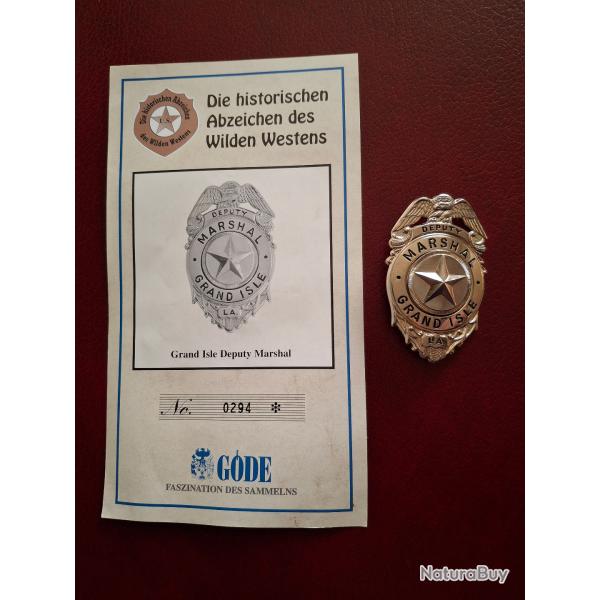 Die historischen Abzeichen
U.S.
des Wilden Westens
Die historischen
Abzeichen des
Wilden Westens
DEPUTY
MARSHAL
GRAND ISLE
LA
Grand Isle Deputy Marshal
No. 0294 *
GÖDE
FASZINATION DES SAMMELNS
DEPUTY
MARSHAL
GRAND ISLE
LA
NaturaBuy